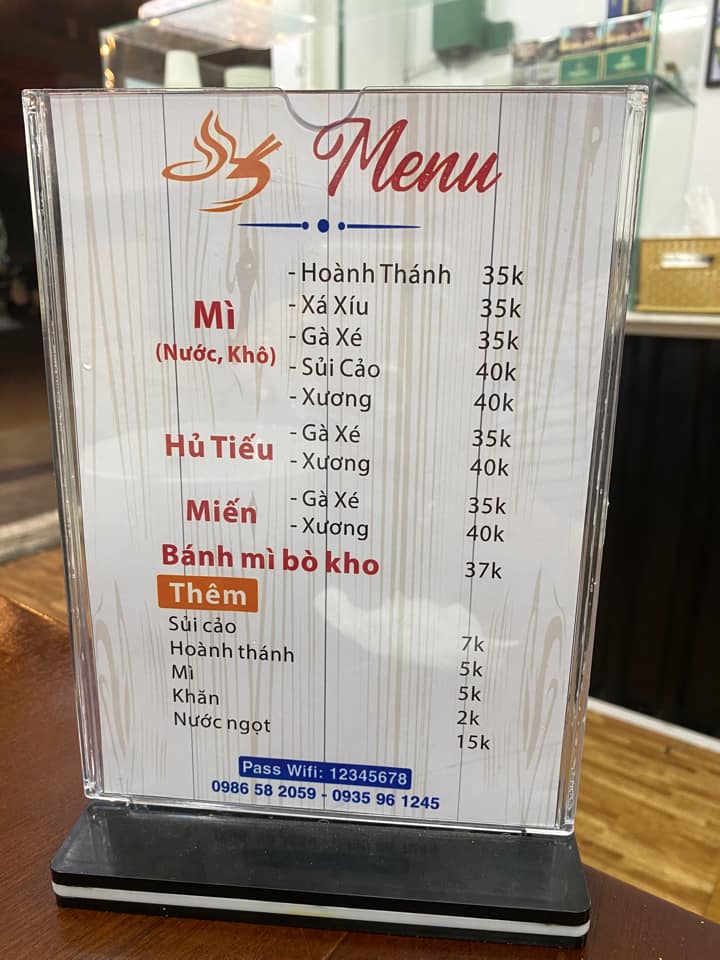 Menu
- Hoành Thánh 35k
- Xá Xíu 35k
Mì
- Gà Xé 35k
(Nước, Khô)
- Sủi Cảo 40k
- Xương 40k
Hủ Tiếu
- Gà Xé 35k
- Xương 40k
Miến
- Gà Xé 35k
- Xương 40k
Bánh mì bò kho 37k
Thêm
Sủi cảo 7k
Hoành thánh 5k
Mì 5k
Khăn 2k
Nước ngọt 15k
Pass Wifi: 12345678
0986 58 2059 - 0935 96 1245